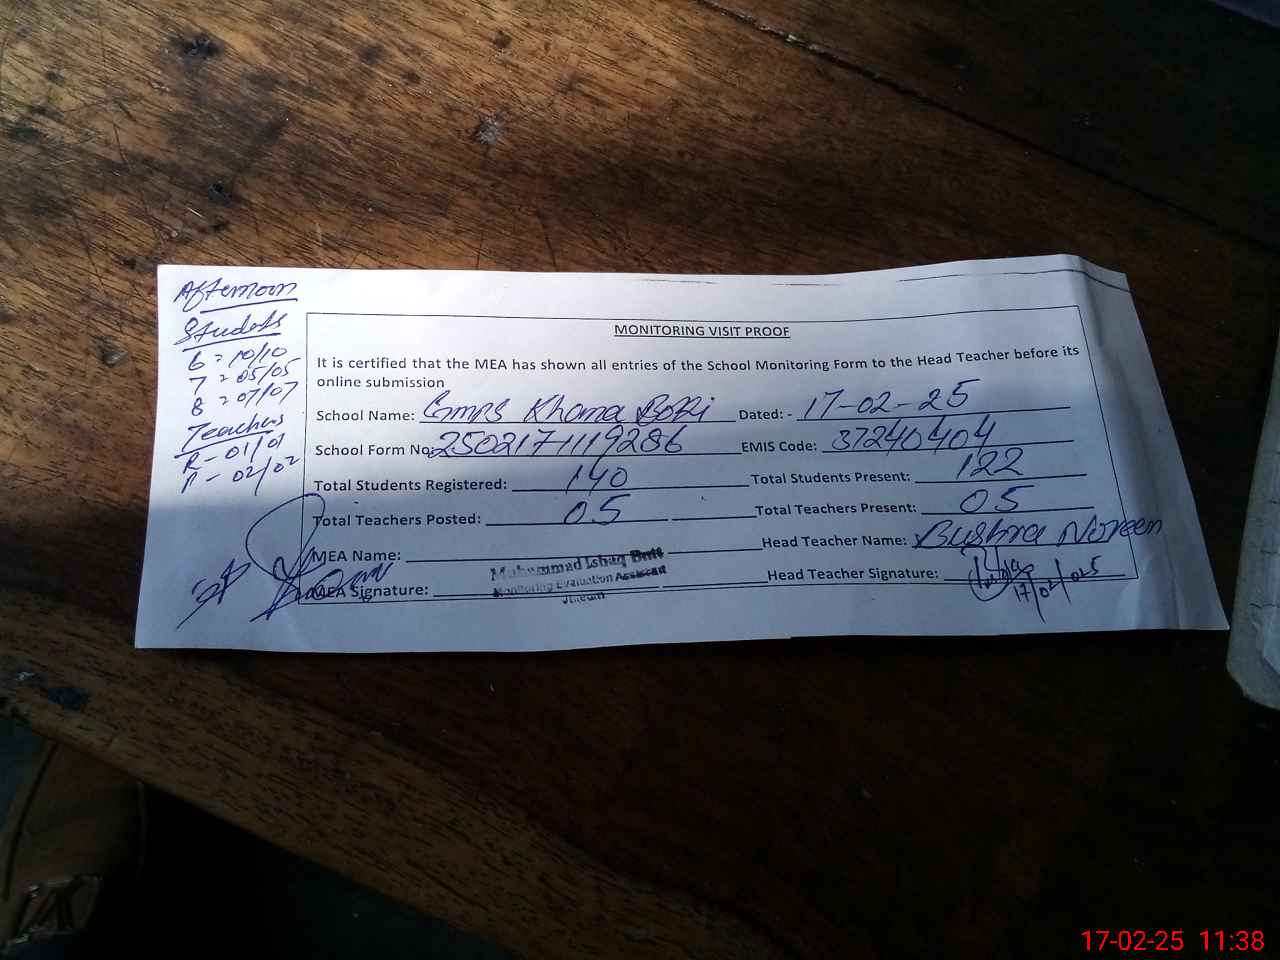 Afternoon
Students
6 = 10/10
7 = 05/05
8 = 07/07
Teachers
R - 01/01
- 02/02
MONITORING VISIT PROOF
It is certified that the MEA has shown all entries of the School Monitoring Form to the Head Teacher before its
online submission
School Name: Gmps Khana Dated: - 17-02-25
School Form No: 2502171119286 EMIS Code: 37240404
Total Students Registered: 140 Total Students Present: 122
Total Teachers Posted: 05 Total Teachers Present: 05
MEA Name: Head Teacher Name: Bushra Noreen
Muhammad Ishaq Butt
Monitoring Evaluation Assistant
Jhelum
MEA Signature: Head Teacher Signature:
17/02/025
17-02-25 11:38